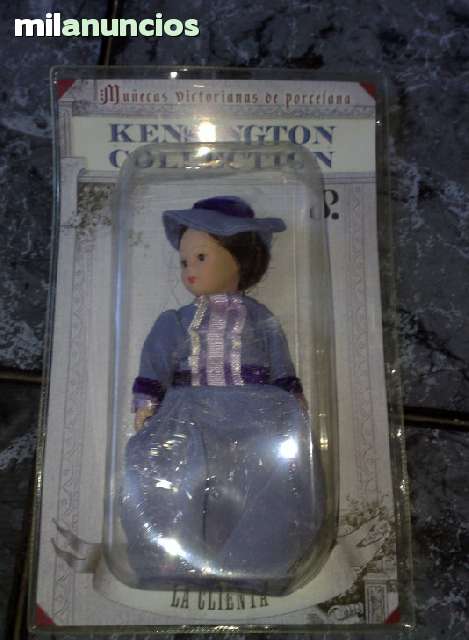 milanuncios
Muñecas victorianas de porcelana
KENSINGTON
COLLECTION
S.
LA CLIENTA